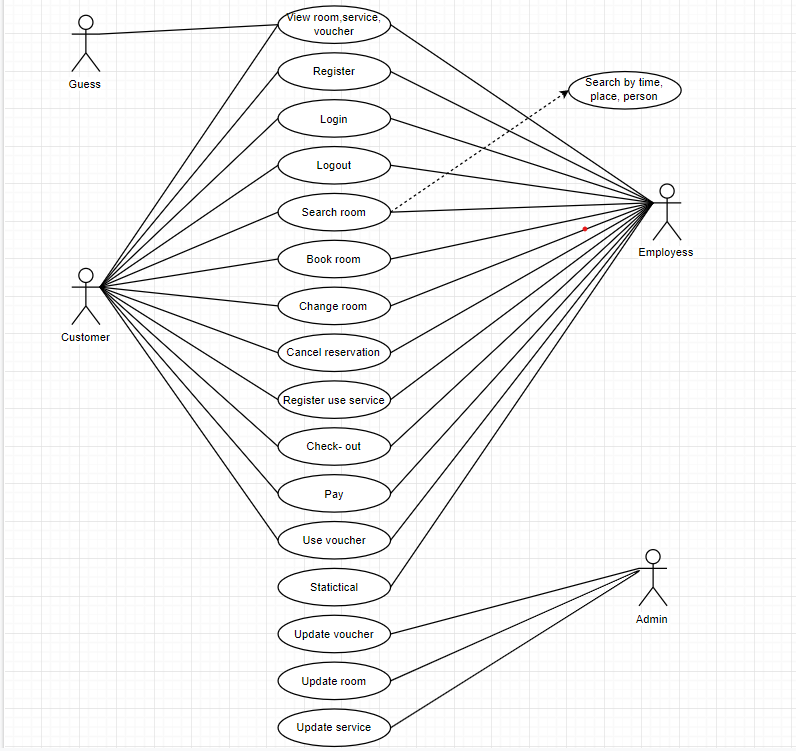 View room,service,
voucher
Guess
Register
Search by time,
place, person
Login
Logout
Search room
Employess
Book room
Change room
Customer
Cancel reservation
Register use service
Check- out
Pay
Use voucher
Statictical
Admin
Update voucher
Update room
Update service